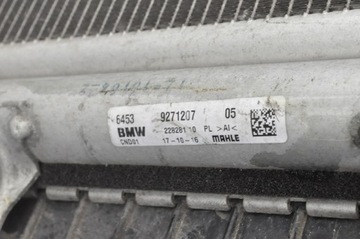 6453 9271207 05
BMW 22828110 PL >Al<
CND01 17-10-16 MAHLE